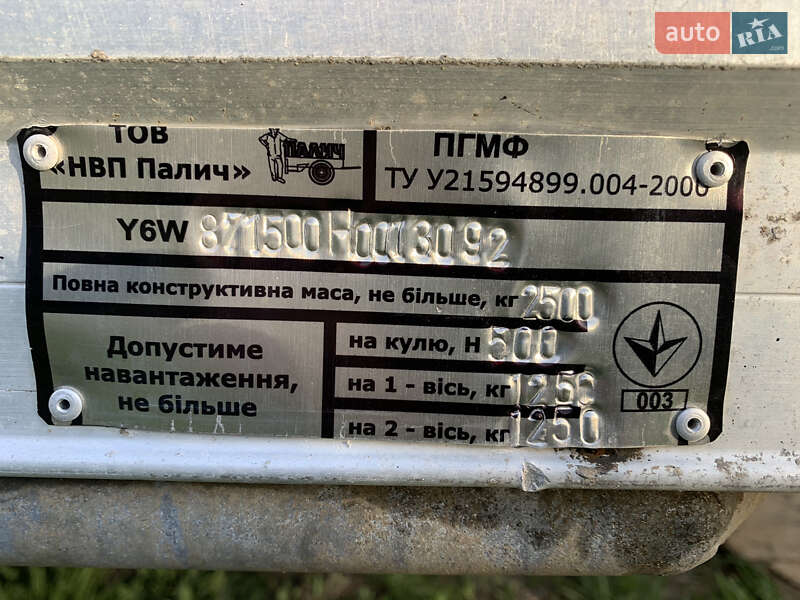 auto RIA
.com
ТОВ
«НВП Палич»
ПАЛИЧ
ПГМФ
ТУ У21594899.004-2000
Y6W 871500H0013092
Повна конструктивна маса, не більше, кг 2500
Допустиме
навантаження,
не більше
на кулю, Н 500
на 1 - вісь, кг 1250
на 2 - вісь, кг 1250
003